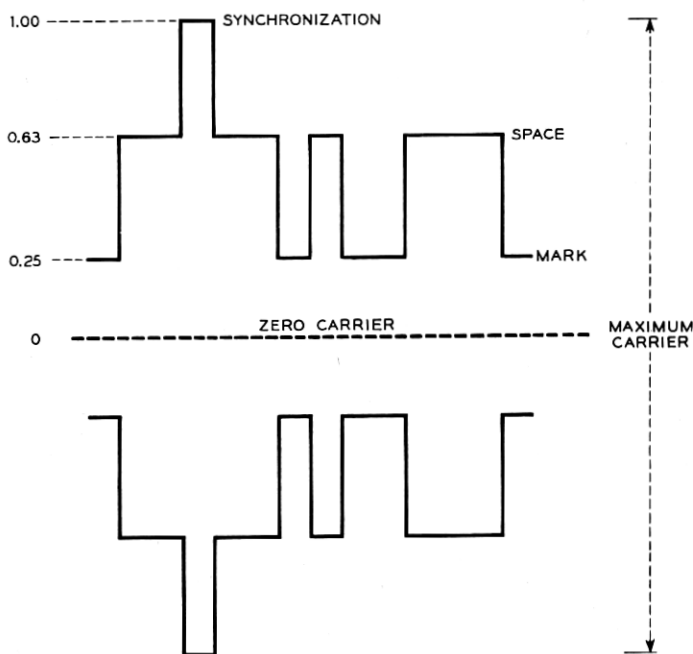 1.00
SYNCHRONIZATION
0.63
SPACE
0.25
MARK
ZERO CARRIER
0
MAXIMUM
CARRIER